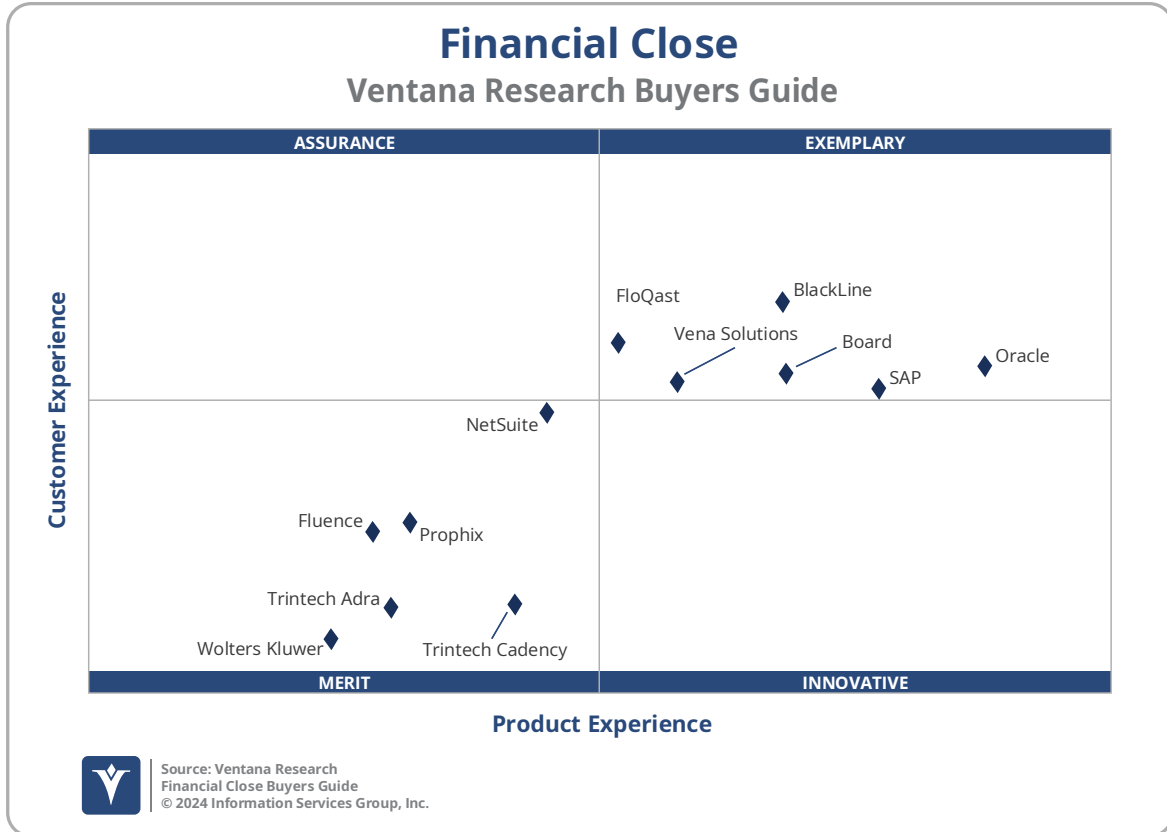 Financial Close
Ventana Research Buyers Guide
ASSURANCE
EXEMPLARY
Customer Experience
FloQast
BlackLine
Vena Solutions
Board
Oracle
SAP
NetSuite
Fluence
Prophix
Trintech Adra
Wolters Kluwer
Trintech Cadency
MERIT
INNOVATIVE
Product Experience
Source: Ventana Research
Financial Close Buyers Guide
© 2024 Information Services Group, Inc.